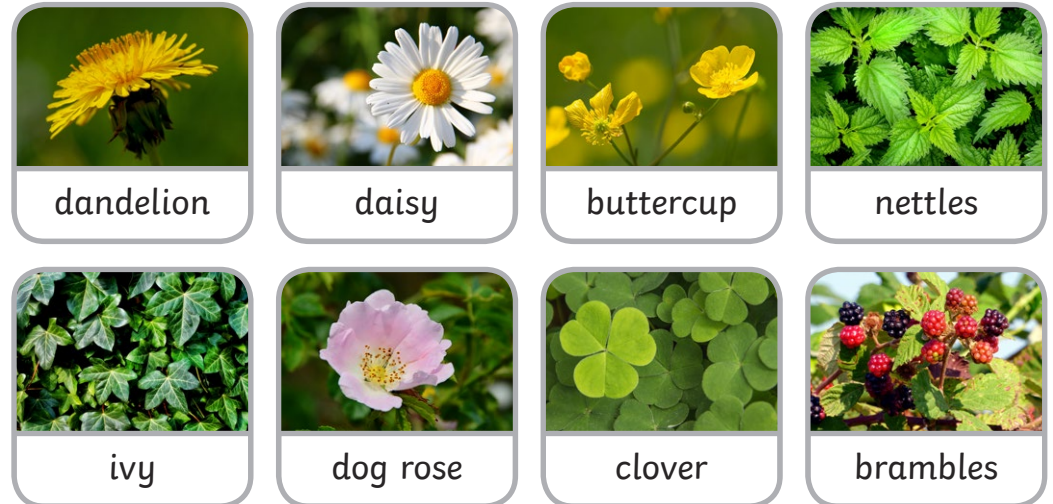 dandelion
daisy
buttercup
nettles
ivy
dog rose
clover
brambles